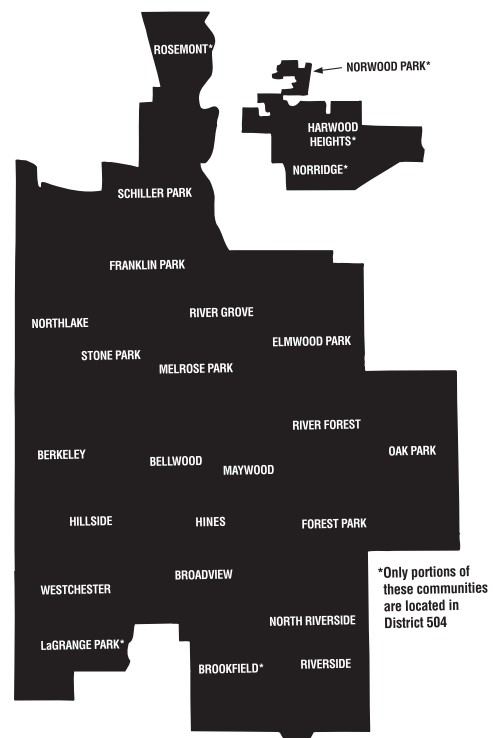 ROSEMONT*
NORWOOD PARK*
HARWOOD
HEIGHTS*
NORRIDGE*
SCHILLER PARK
FRANKLIN PARK
RIVER GROVE
NORTHLAKE
ELMWOOD PARK
STONE PARK
MELROSE PARK
RIVER FOREST
OAK PARK
BERKELEY
BELLWOOD
MAYWOOD
HILLSIDE
HINES
FOREST PARK
BROADVIEW
WESTCHESTER
*Only portions of
these communities
are located in
District 504
NORTH RIVERSIDE
LaGRANGE PARK*
BROOKFIELD*
RIVERSIDE